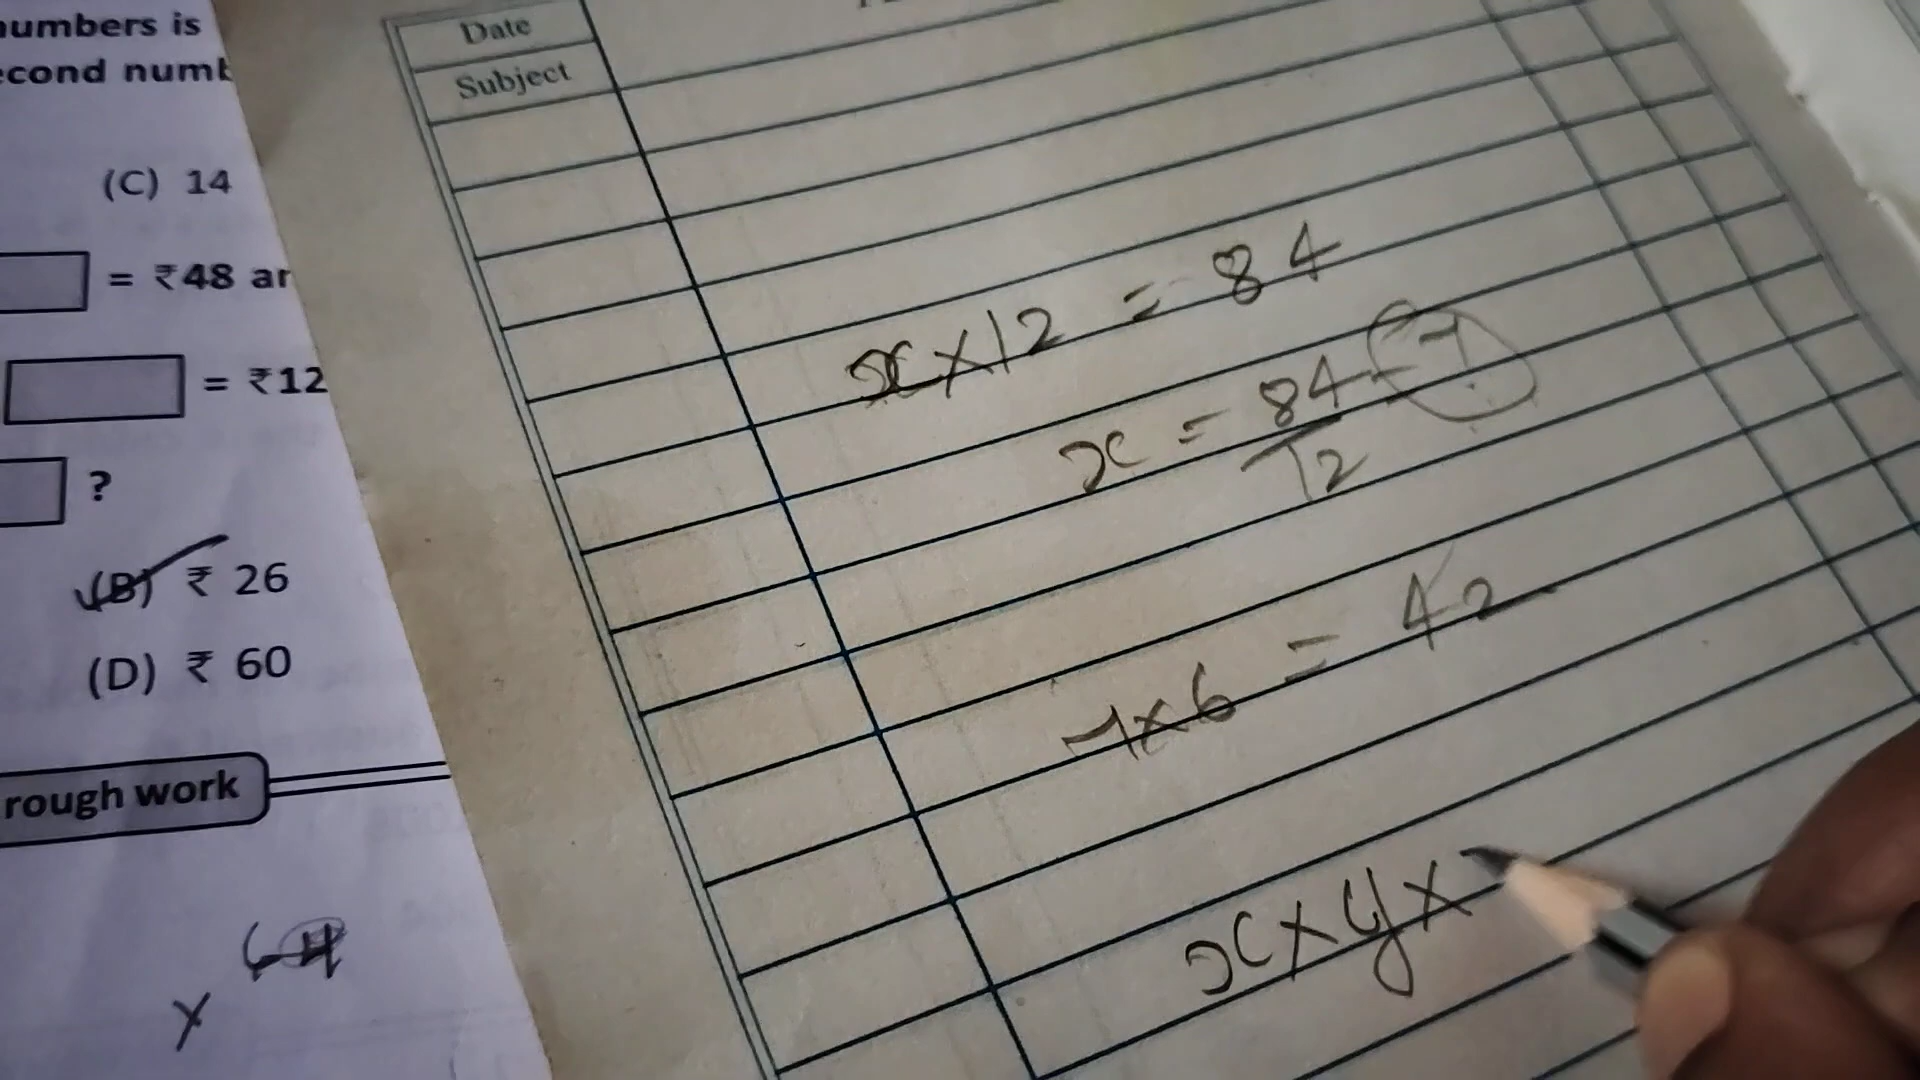 umbers is
cond numb
(C) 14
= ₹48 an
= ₹12
?
(B) ₹ 26
(D) ₹ 60
rough work
x
Date
Subject
x×12 = 84
x = 84/12 = 7
7×6 = 42
x×y×